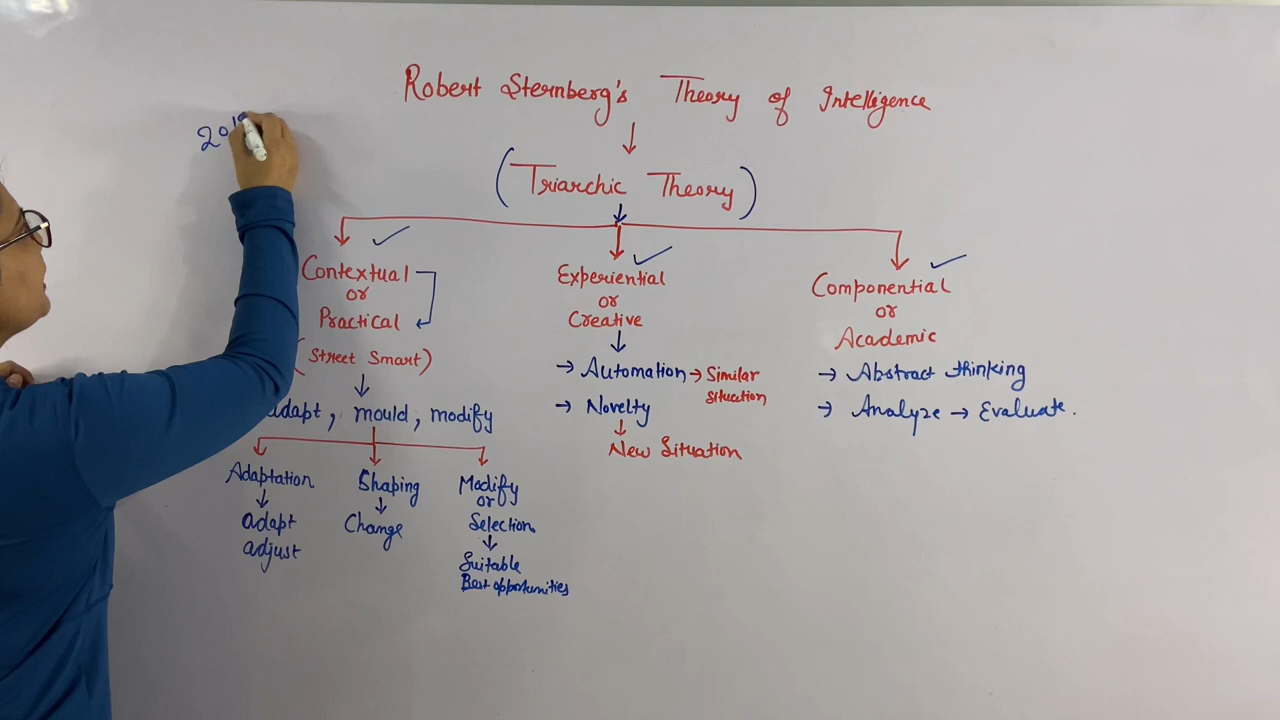 Robert Sternberg's Theory of Intelligence
↓
(Triarchic Theory)
Contextual
or
Practical
(Street Smart)
↓
adapt, mould, modify
Adaptation
↓
adapt
adjust
Shaping
↓
Change
Modify
or
Selection
↓
Suitable
Best opportunities
Experiential
or
Creative
↓
→ Automation → Similar
Situation
→ Novelty
↓
New Situation
Componential
or
Academic
→ Abstract thinking
→ Analyze → Evaluate.